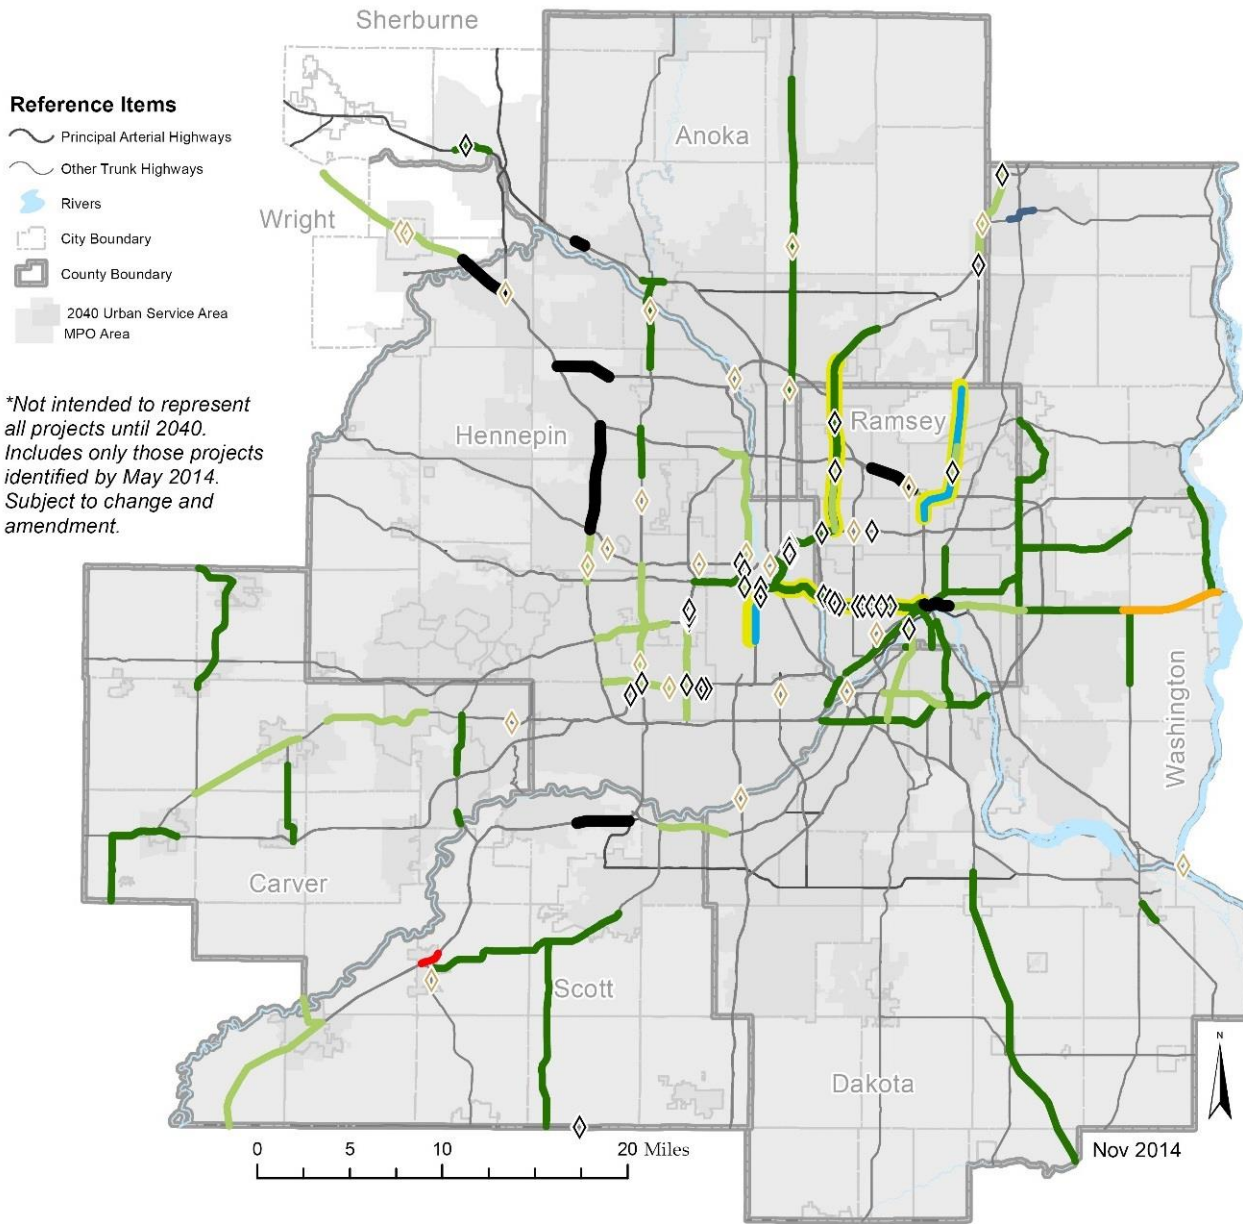 Sherburne
Reference Items
Principal Arterial Highways
Other Trunk Highways
Rivers
City Boundary
County Boundary
2040 Urban Service Area
MPO Area
*Not intended to represent
all projects until 2040.
Includes only those projects
identified by May 2014.
Subject to change and
amendment.
Anoka
Wright
Hennepin
Ramsey
Washington
Carver
Scott
Dakota
N
Nov 2014
0 5 10 20 Miles